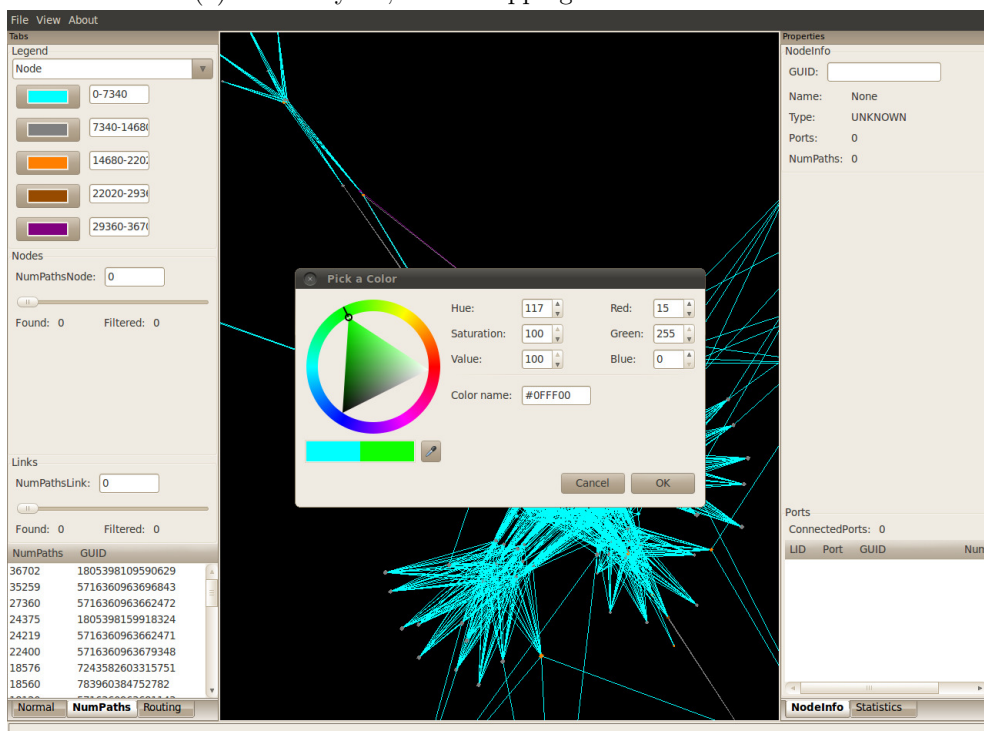 File View About
Tabs
Legend
Node
0-7340
7340-1468
14680-220
22020-293
29360-367
Nodes
NumPathsNode: 0
Found: 0 Filtered: 0
Links
NumPathsLink: 0
Found: 0 Filtered: 0
NumPaths GUID
36702 1805398109590629
35259 5716360963696843
27360 5716360963662472
24375 1805398159918324
24219 5716360963662471
22400 5716360963679348
18576 7243582603315751
18560 783960384752782
Normal NumPaths Routing
Pick a Color
Hue: 117 Red: 15
Saturation: 100 Green: 255
Value: 100 Blue: 0
Color name: #0FFF00
Cancel OK
Properties
NodeInfo
GUID:
Name: None
Type: UNKNOWN
Ports: 0
NumPaths: 0
Ports
ConnectedPorts: 0
LID Port GUID Num
NodeInfo Statistics